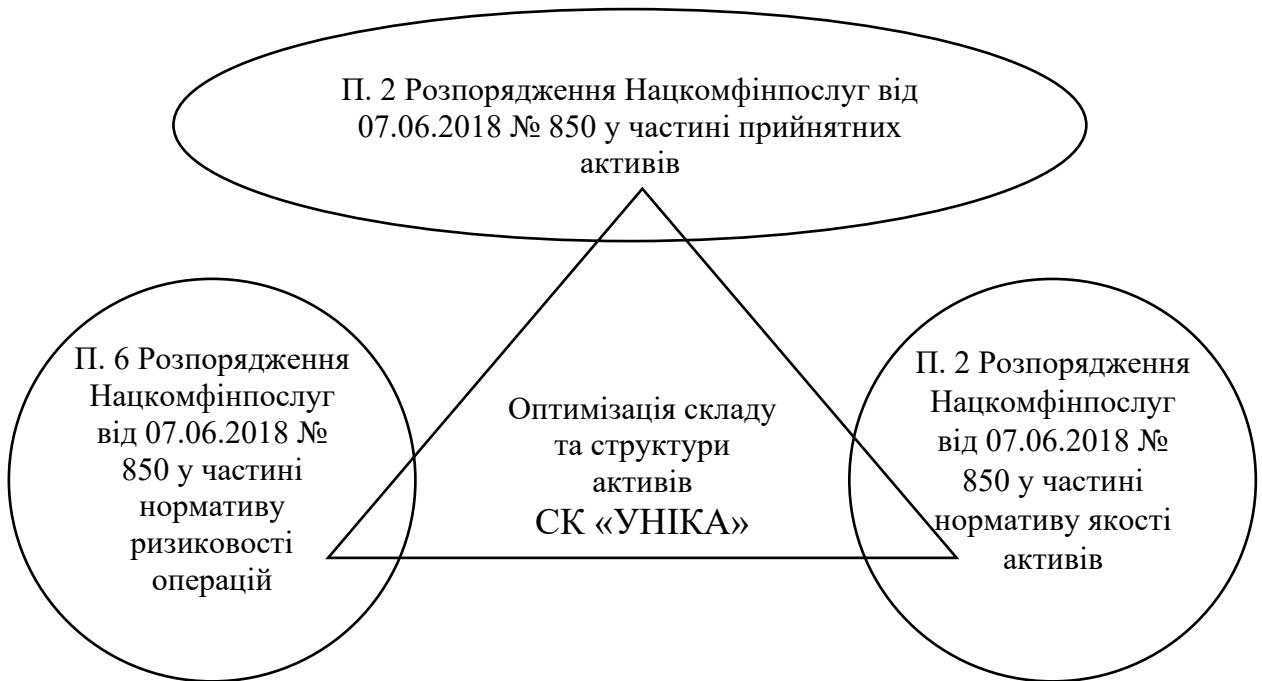 П. 2 Розпорядження Нацкомфінпослуг від
07.06.2018 № 850 у частині прийнятних
активів
П. 6 Розпорядження
Нацкомфінпослуг
від 07.06.2018 №
850 у частині
нормативу
ризиковості
операцій
Оптимізація складу
та структури
активів
СК «УНІКА»
П. 2 Розпорядження
Нацкомфінпослуг
від 07.06.2018 №
850 у частині
нормативу якості
активів